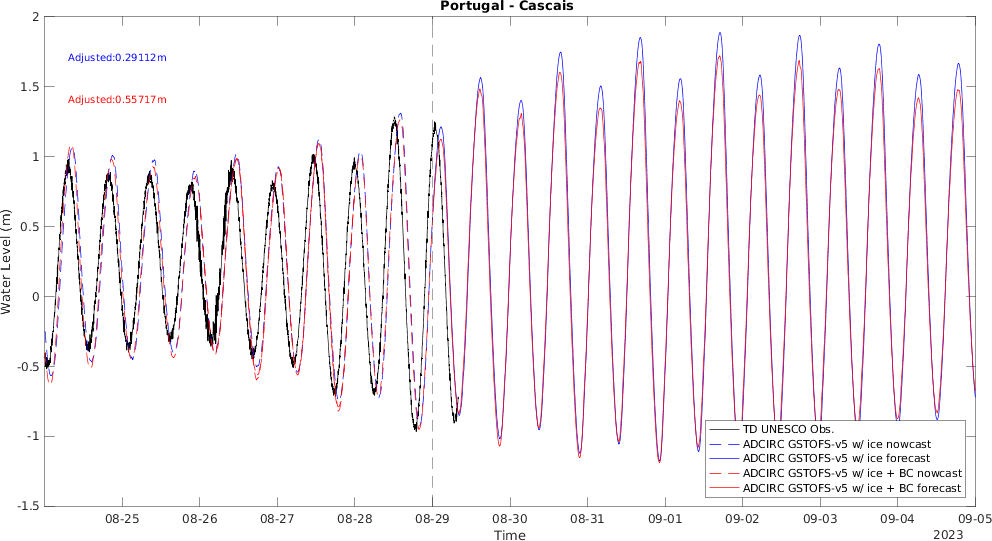 Portugal - Cascais
2
Adjusted:0.29112m
1.5
Adjusted:0.55717m
1
0.5
Water Level (m)
0
-0.5
-1
TD UNESCO Obs.
ADCIRC GSTOFS-v5 w/ ice nowcast
ADCIRC GSTOFS-v5 w/ ice forecast
ADCIRC GSTOFS-v5 w/ ice + BC nowcast
ADCIRC GSTOFS-v5 w/ ice + BC forecast
-1.5
08-25 08-26 08-27 08-28 08-29 08-30 08-31 09-01 09-02 09-03 09-04 09-05
Time
2023